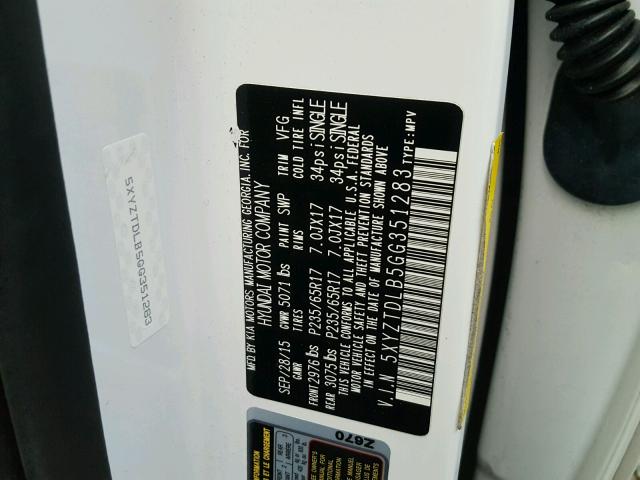 MFD.BY KIA MOTORS MANUFACTURING GEORGIA, INC. FOR
HYUNDAI MOTOR COMPANY
SEP/28/15 GVWR 5071 lbs PAINT SWP TRIM VFG
GAWR RIMS COLD TIRE INFL
FRONT 2976 lbs P235/65R17 7.0JX17 34psi SINGLE
REAR 3075 lbs P235/65R17 7.0JX17 34psi SINGLE
THIS VEHICLE CONFORMS TO ALL APPLICABLE U.S.A. FEDERAL
MOTOR VEHICLE SAFETY AND THEFT PREVENTION STANDARDS
IN EFFECT ON THE DATE OF MANUFACTURE SHOWN ABOVE
V.I.N. 5XYZTDLB5GG351283 TYPE:MPV
5XYZTDLB5GG351283
Z670